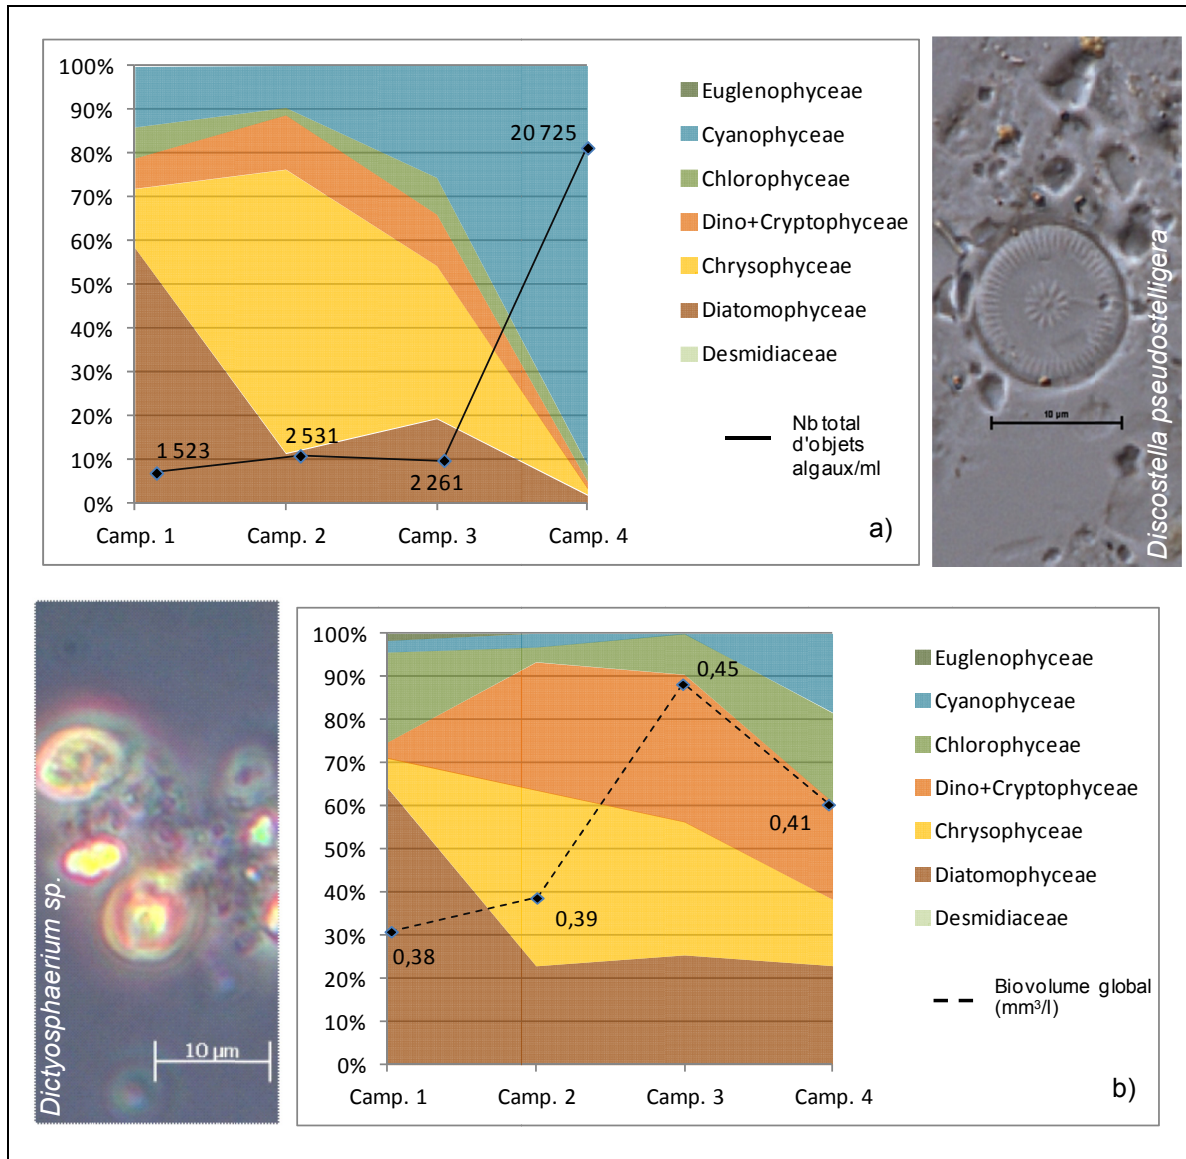 100%
90%
80%
70%
60%
50%
40%
30%
20%
10%
0%
1 523
2 531
2 261
20 725
Camp. 1
Camp. 2
Camp. 3
Camp. 4
Euglenophyceae
Cyanophyceae
Chlorophyceae
Dino+Cryptophyceae
Chrysophyceae
Diatomophyceae
Desmidiaceae
Nb total
d'objets
algaux/ml
a)
10 µm
Discostella pseudostelligera
Dictyosphaerium sp.
10 µm
100%
90%
80%
70%
60%
50%
40%
30%
20%
10%
0%
0,38
0,39
0,45
0,41
Camp. 1
Camp. 2
Camp. 3
Camp. 4
Euglenophyceae
Cyanophyceae
Chlorophyceae
Dino+Cryptophyceae
Chrysophyceae
Diatomophyceae
Desmidiaceae
Biovolume global
(mm³/l)
b)